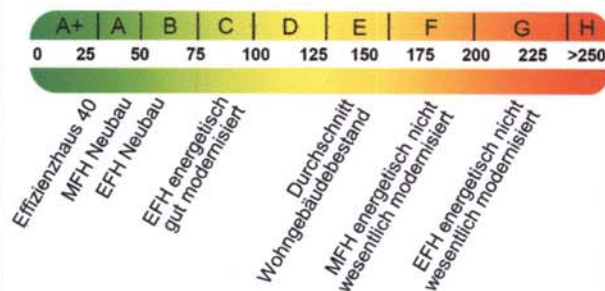 A+ A B C D E F G H
0 25 50 75 100 125 150 175 200 225 >250
Effizienzhaus 40
MFH Neubau
EFH Neubau
EFH energetisch
gut modernisiert
Durchschnitt
Wohngebäudebestand
MFH energetisch nicht
wesentlich modernisiert
EFH energetisch nicht
wesentlich modernisiert